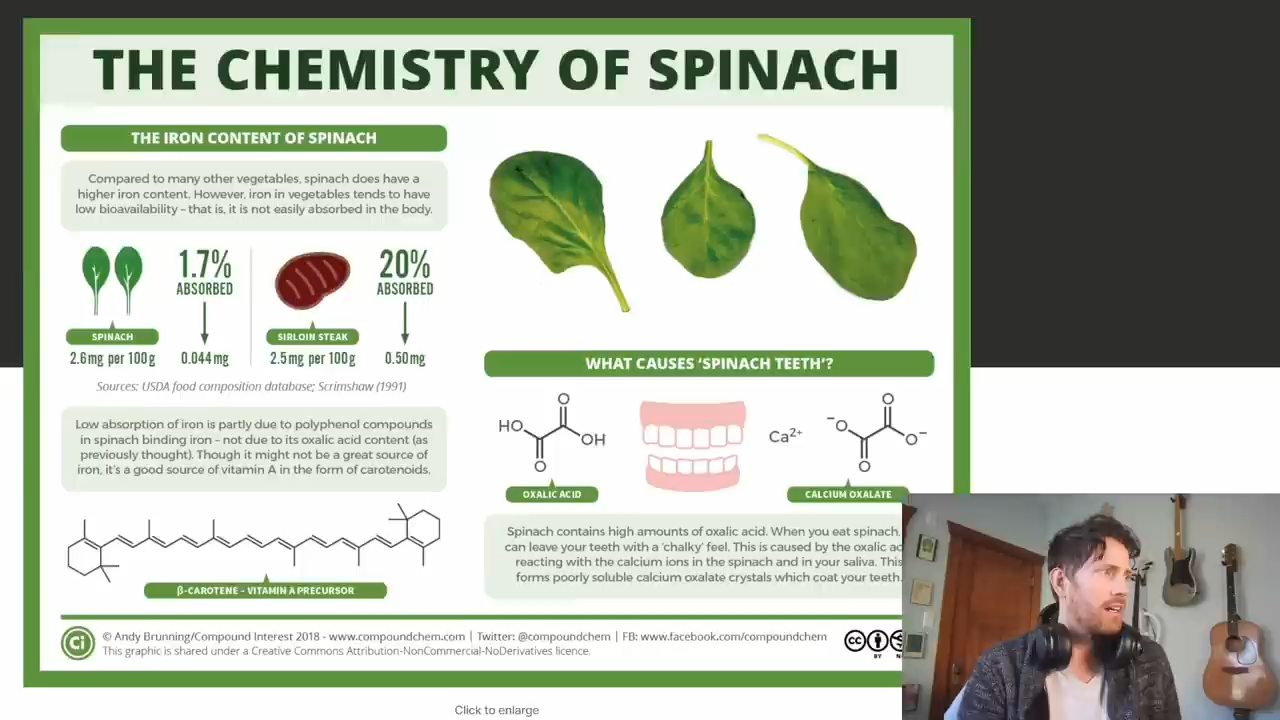 THE CHEMISTRY OF SPINACH
THE IRON CONTENT OF SPINACH
Compared to many other vegetables, spinach does have a
higher iron content. However, iron in vegetables tends to have
low bioavailability – that is, it is not easily absorbed in the body.
1.7%
ABSORBED
20%
ABSORBED
SPINACH
SIRLOIN STEAK
2.6mg per 100g
0.044mg
2.5mg per 100g
0.50mg
Sources: USDA food composition database; Scrimshaw (1991)
Low absorption of iron is partly due to polyphenol compounds
in spinach binding iron – not due to its oxalic acid content (as
previously thought). Though it might not be a great source of
iron, it's a good source of vitamin A in the form of carotenoids.
β-CAROTENE – VITAMIN A PRECURSOR
WHAT CAUSES 'SPINACH TEETH'?
HO
O
O
OH
Ca²⁺
⁻O
O
O
O⁻
OXALIC ACID
CALCIUM OXALATE
Spinach contains high amounts of oxalic acid. When you eat spinach,
can leave your teeth with a 'chalky' feel. This is caused by the oxalic
reacting with the calcium ions in the spinach and in your saliva. This
forms poorly soluble calcium oxalate crystals which coat your teeth.
Ci
© Andy Brunning/Compound Interest 2018 - www.compoundchem.com | Twitter: @compoundchem | FB: www.facebook.com/compoundchem
This graphic is shared under a Creative Commons Attribution-NonCommercial-NoDerivatives licence.
CC
BY
Click to enlarge